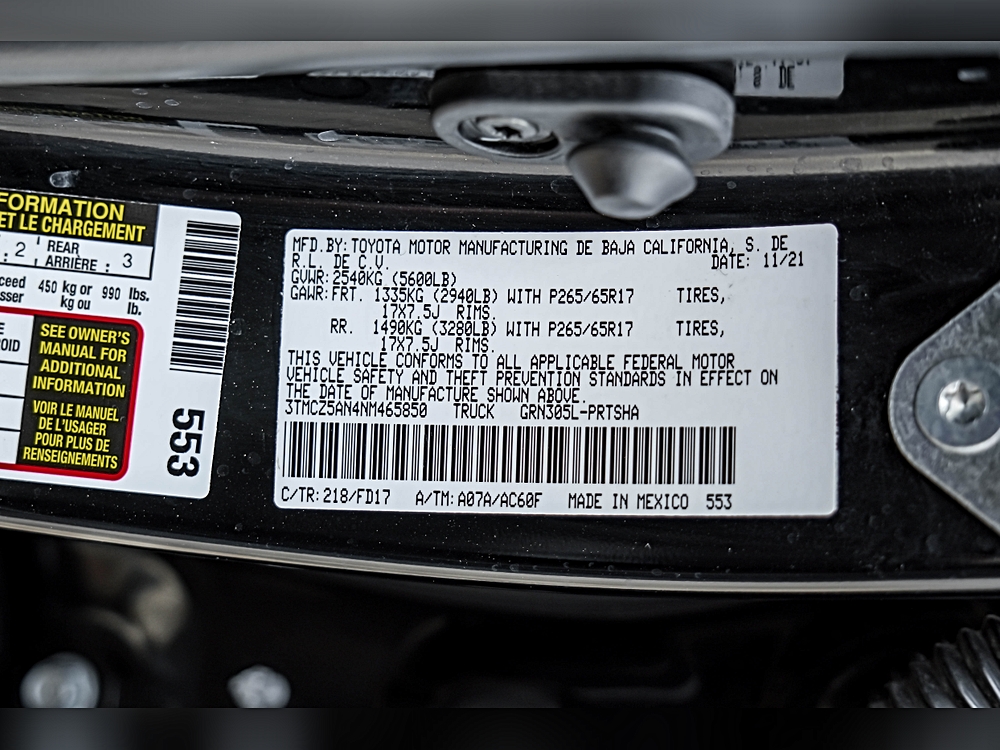 DE
FORMATION
ET LE CHARGEMENT
2 REAR
ARRIÈRE : 3
450 kg or 990 lbs.
kg ou lb.
SEE OWNER'S
MANUAL FOR
ADDITIONAL
INFORMATION
VOIR LE MANUEL
DE L'USAGER
POUR PLUS DE
RENSEIGNEMENTS
553
MFD.BY:TOYOTA MOTOR MANUFACTURING DE BAJA CALIFORNIA, S. DE
R.L. DE C.V. DATE: 11/21
GVWR:2540KG (5600LB)
GAWR:FRT. 1335KG (2940LB) WITH P265/65R17 TIRES,
17X7.5J RIMS.
RR. 1490KG (3280LB) WITH P265/65R17 TIRES,
17X7.5J RIMS.
THIS VEHICLE CONFORMS TO ALL APPLICABLE FEDERAL MOTOR
VEHICLE SAFETY AND THEFT PREVENTION STANDARDS IN EFFECT ON
THE DATE OF MANUFACTURE SHOWN ABOVE.
3TMCZ5AN4NM465850 TRUCK GRN305L-PRTSHA
C/TR:218/FD17 A/TM:A07A/AC60F MADE IN MEXICO 553